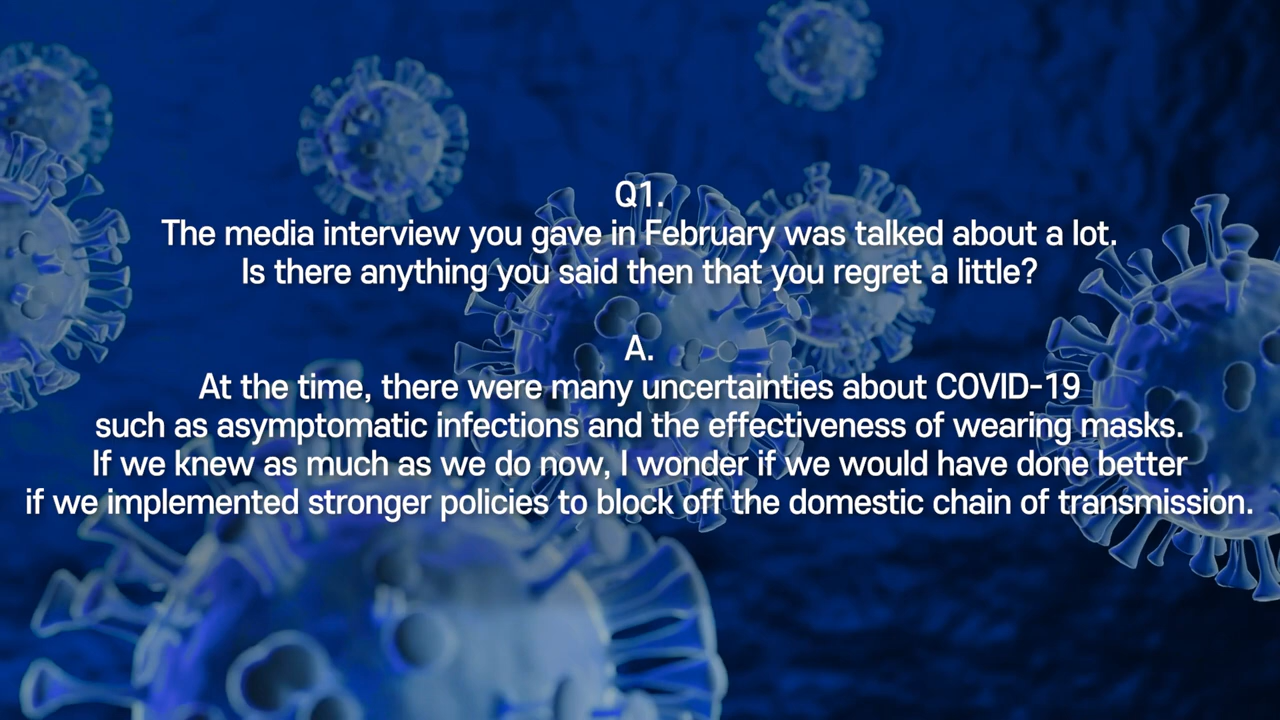 Q1.
The media interview you gave in February was talked about a lot.
Is there anything you said then that you regret a little?
A.
At the time, there were many uncertainties about COVID-19
such as asymptomatic infections and the effectiveness of wearing masks.
If we knew as much as we do now, I wonder if we would have done better
if we implemented stronger policies to block off the domestic chain of transmission.